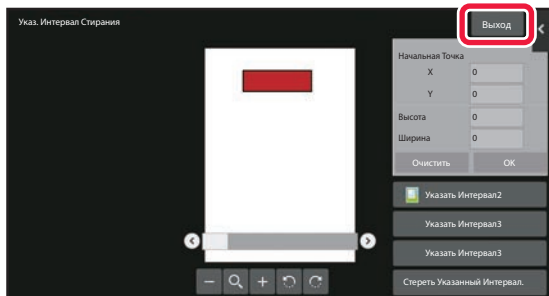 Указ. Интервал Стирания
Выход
Начальная Точка
X 0
Y 0
Высота 0
Ширина 0
Очистить OK
Указать Интервал2
Указать Интервал3
Указать Интервал3
Стереть Указанный Интервал.